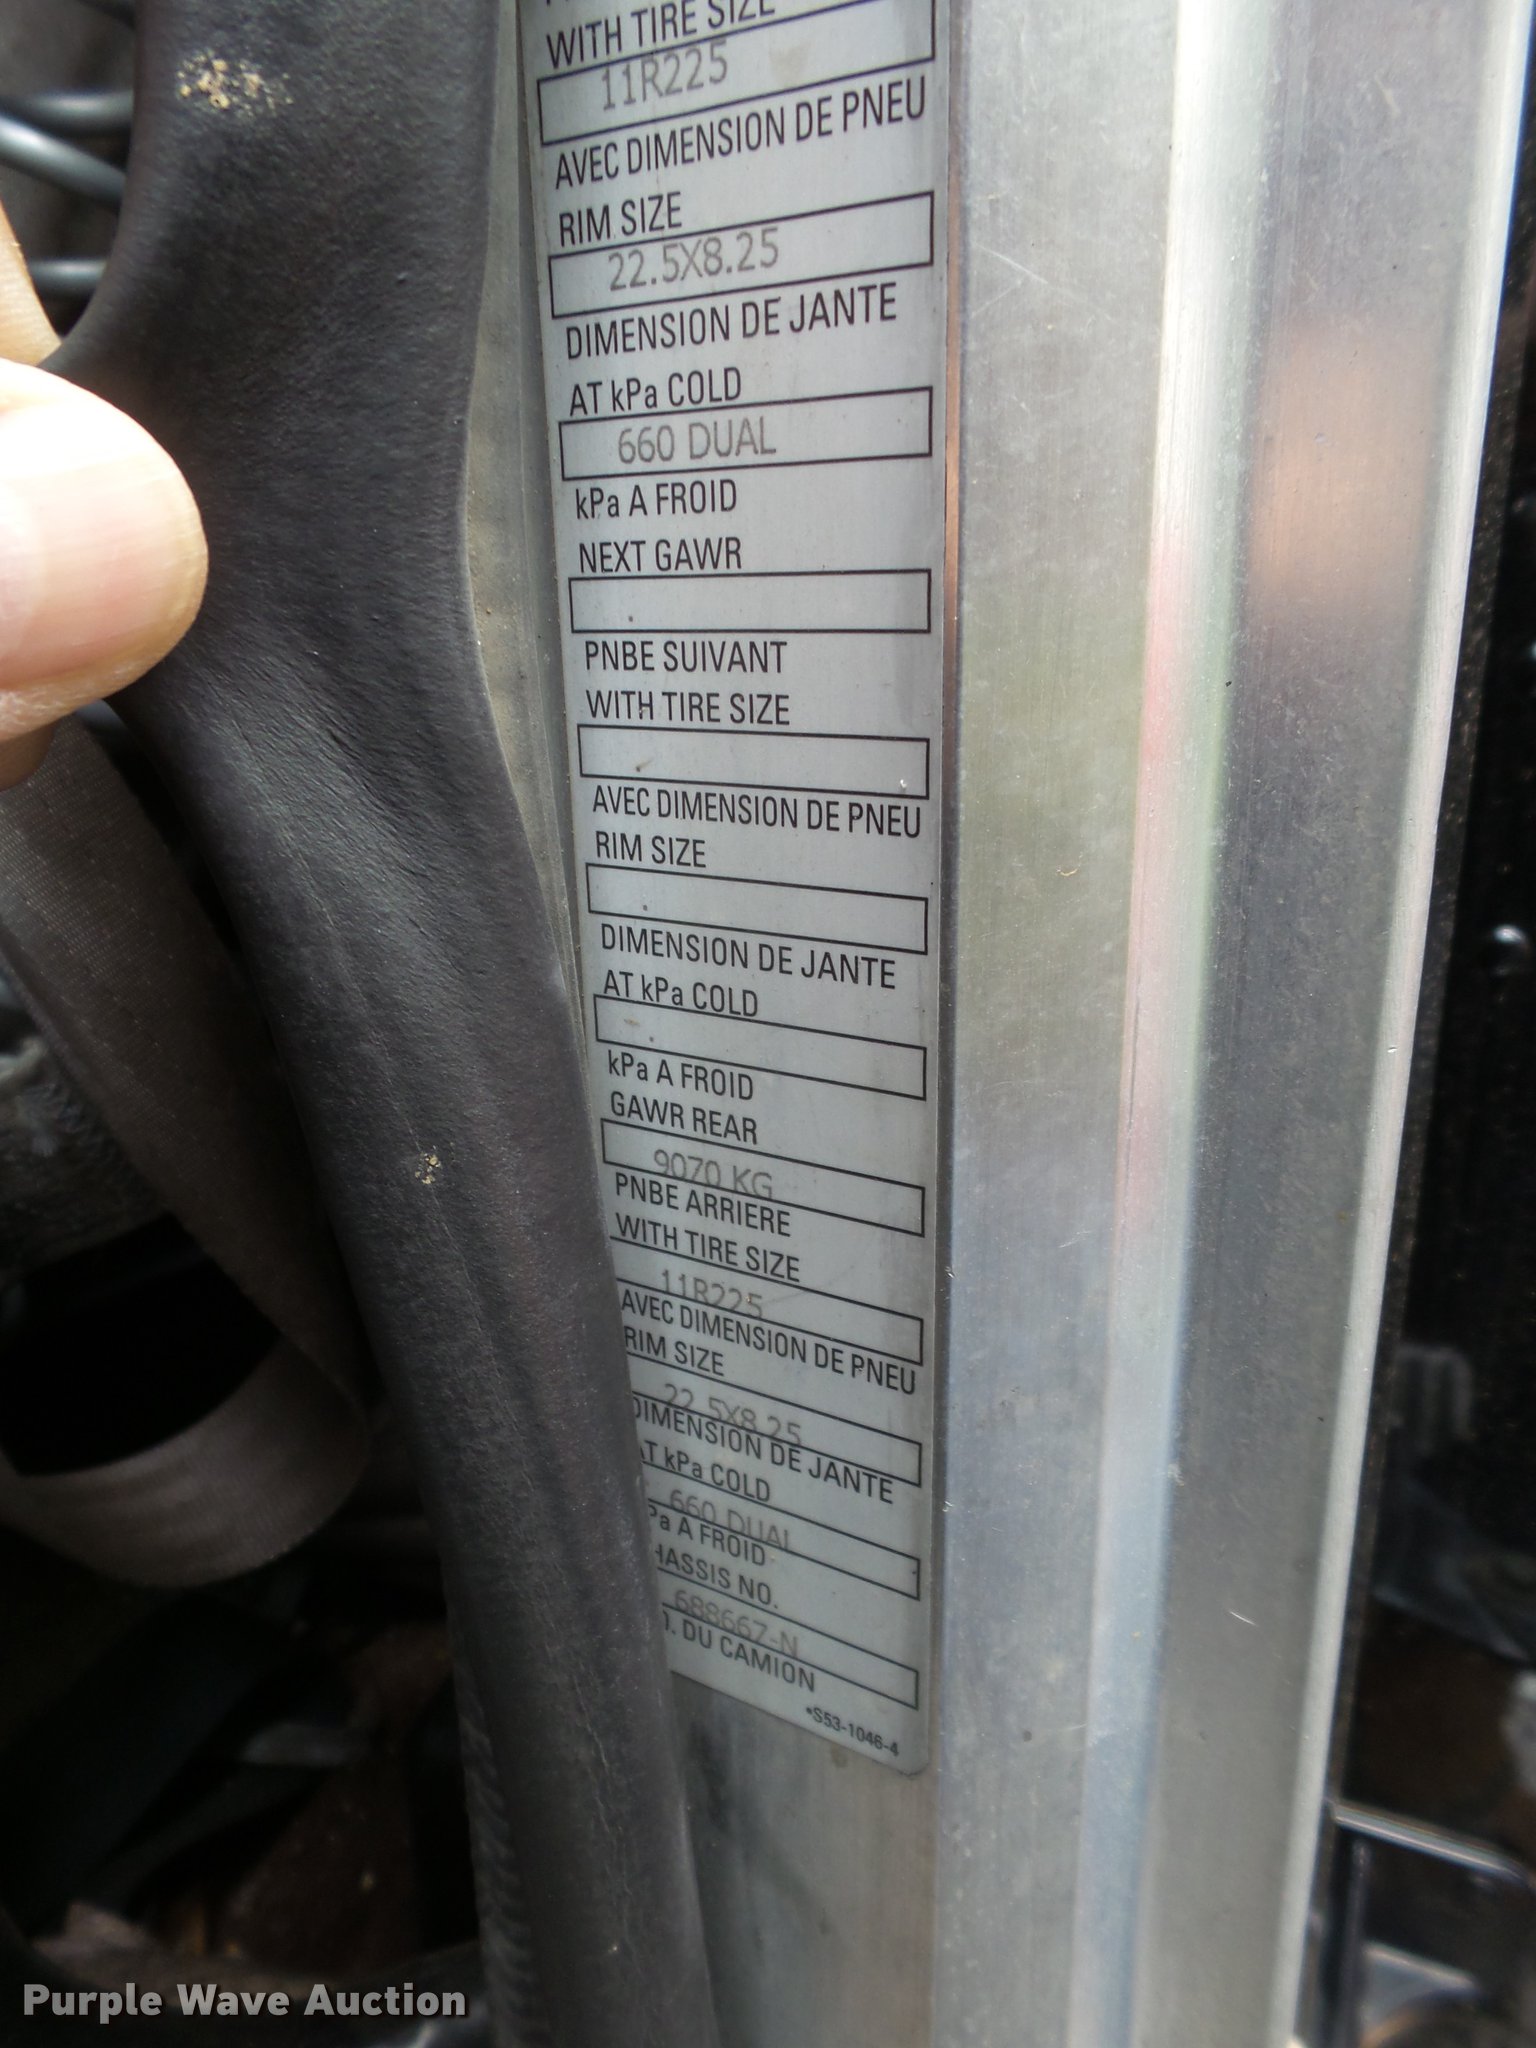 WITH TIRE SIZE
11R225
AVEC DIMENSION DE PNEU
RIM SIZE
22.5X8.25
DIMENSION DE JANTE
AT kPa COLD
660 DUAL
kPa A FROID
NEXT GAWR
PNBE SUIVANT
WITH TIRE SIZE
AVEC DIMENSION DE PNEU
RIM SIZE
DIMENSION DE JANTE
AT kPa COLD
kPa A FROID
GAWR REAR
9070 KG
PNBE ARRIERE
WITH TIRE SIZE
11R225
AVEC DIMENSION DE PNEU
RIM SIZE
22.5X8.25
DIMENSION DE JANTE
AT kPa COLD
660 DUAL
Pa A FROID
HASSIS NO.
688667-N
O. DU CAMION
•S53-1046-4
Purple Wave Auction